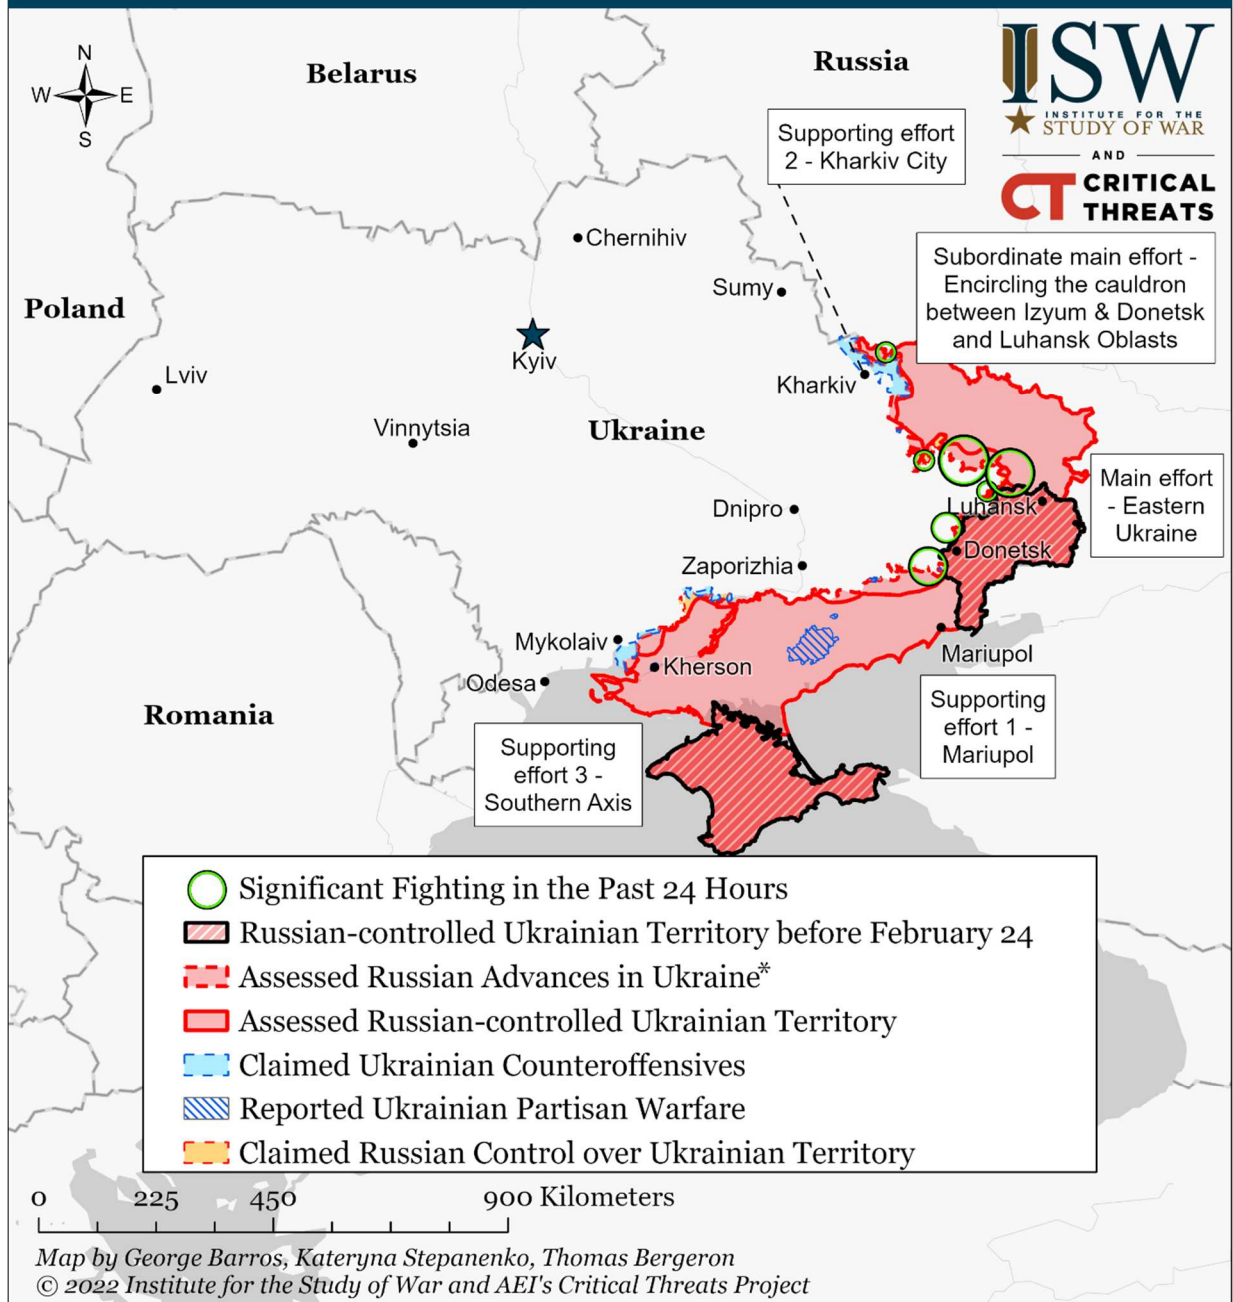 N
W E
S
Belarus
Russia
ISW
INSTITUTE FOR THE
STUDY OF WAR
AND
CT CRITICAL
THREATS
Supporting effort
2 - Kharkiv City
Subordinate main effort -
Encircling the cauldron
between Izyum & Donetsk
and Luhansk Oblasts
Chernihiv
Sumy
Poland
Kyiv
Lviv
Kharkiv
Vinnytsia
Ukraine
Main effort
- Eastern
Ukraine
Luhansk
Dnipro
Donetsk
Zaporizhia
Mykolaiv
Mariupol
Kherson
Odesa
Romania
Supporting
effort 1 -
Mariupol
Supporting
effort 3 -
Southern Axis
Significant Fighting in the Past 24 Hours
Russian-controlled Ukrainian Territory before February 24
Assessed Russian Advances in Ukraine*
Assessed Russian-controlled Ukrainian Territory
Claimed Ukrainian Counteroffensives
Reported Ukrainian Partisan Warfare
Claimed Russian Control over Ukrainian Territory
0 225 450 900 Kilometers
Map by George Barros, Kateryna Stepanenko, Thomas Bergeron
© 2022 Institute for the Study of War and AEI's Critical Threats Project